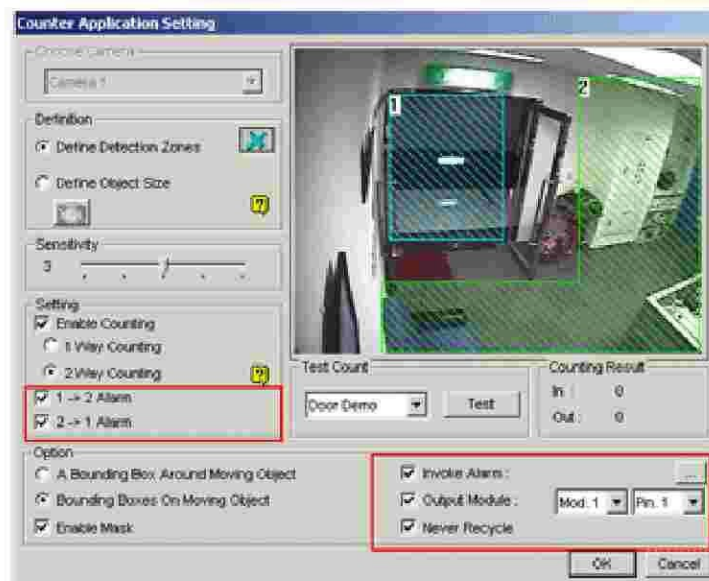 Counter Application Setting
Choose camera
Camera 1
Definition
Define Detection Zones
Define Object Size
?
Sensitivity
3
Setting
Enable Counting
1 Way Counting
2 Way Counting
?
1 -> 2 Alarm
2 -> 1 Alarm
1
2
Test Count
Door Demo
Test
Counting Result
In : 0
Out : 0
Option
A Bounding Box Around Moving Object
Bounding Boxes On Moving Object
Enable Mask
Invoke Alarm : ...
Output Module : Mod. 1 Pin. 1
Never Recycle
OK Cancel